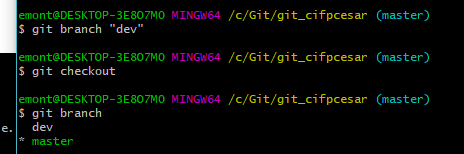 emont@DESKTOP-3E8O7MO MINGW64 /c/Git/git_cifpcesar (master)
$ git branch "dev"
emont@DESKTOP-3E8O7MO MINGW64 /c/Git/git_cifpcesar (master)
$ git checkout
emont@DESKTOP-3E8O7MO MINGW64 /c/Git/git_cifpcesar (master)
$ git branch
dev
e.
* master